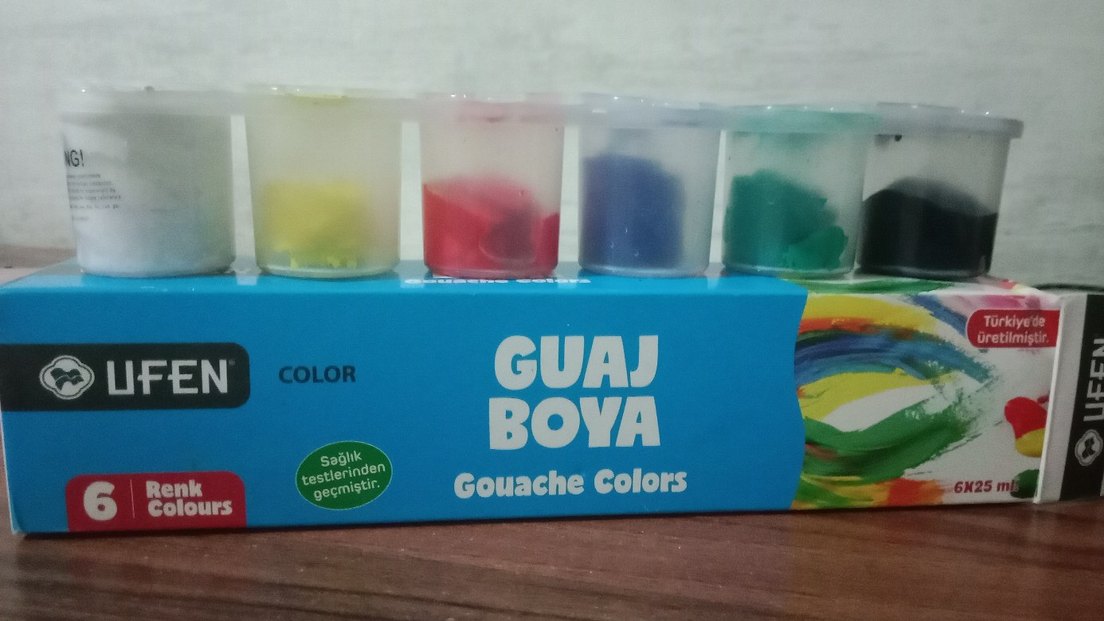 NG!
Gouache Colors
UFEN
COLOR
GUAJ
BOYA
Gouache Colors
Sağlık
testlerinden
geçmiştir.
6 Renk
Colours
Türkiye'de
üretilmiştir.
6X25 ml
UFEN